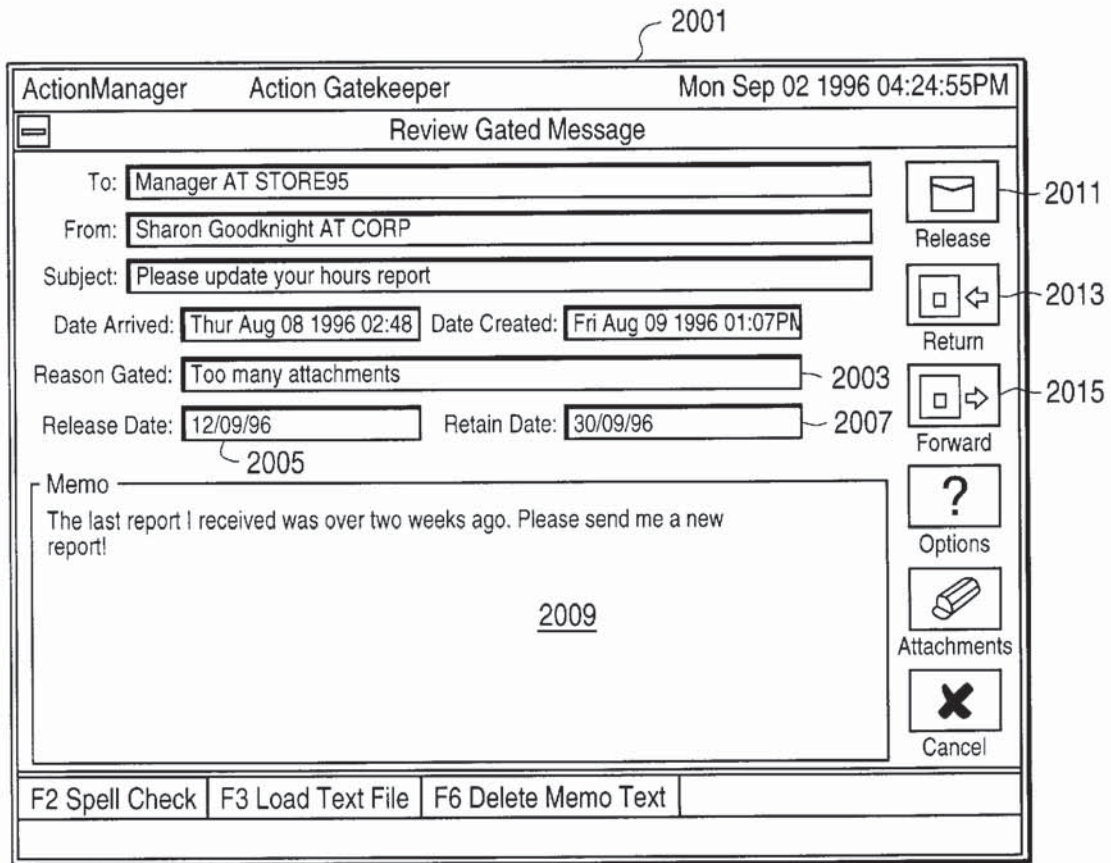 2001
ActionManager Action Gatekeeper Mon Sep 02 1996 04:24:55PM
Review Gated Message
To: Manager AT STORE95
From: Sharon Goodknight AT CORP
Subject: Please update your hours report
Date Arrived: Thur Aug 08 1996 02:48 Date Created: Fri Aug 09 1996 01:07PM
Reason Gated: Too many attachments 2003
Release Date: 12/09/96 Retain Date: 30/09/96 2007
2005
Memo
The last report I received was over two weeks ago. Please send me a new
report!
2009
Release 2011
Return 2013
Forward 2015
?
Options
Attachments
Cancel
F2 Spell Check F3 Load Text File F6 Delete Memo Text